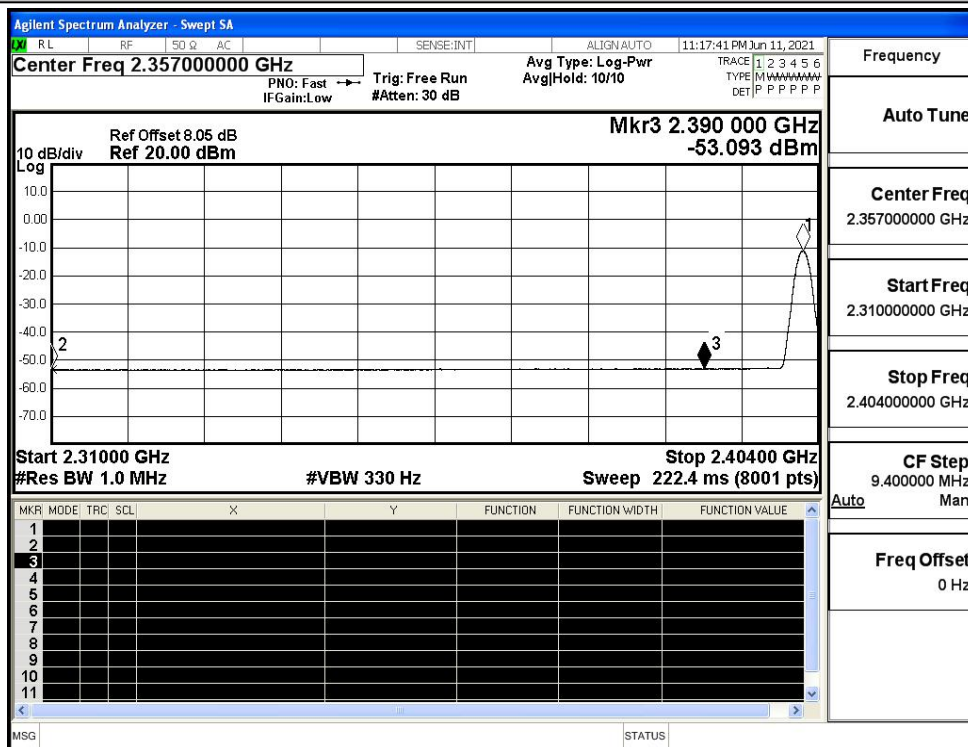 Agilent Spectrum Analyzer - Swept SA
LXI RL RF 50 Ω AC SENSE:INT ALIGN AUTO 11:17:41 PM Jun 11, 2021
Center Freq 2.357000000 GHz
PNO: Fast
IFGain:Low
Trig: Free Run
#Atten: 30 dB
Avg Type: Log-Pwr
Avg|Hold: 10/10
TRACE 1 2 3 4 5 6
TYPE M W W W W W
DET P P P P P P
Ref Offset 8.05 dB
10 dB/div Ref 20.00 dBm
Log
Mkr3 2.390 000 GHz
-53.093 dBm
10.0
0.00
-10.0
-20.0
-30.0
-40.0
-50.0
-60.0
-70.0
1
2
3
Start 2.31000 GHz Stop 2.40400 GHz
#Res BW 1.0 MHz #VBW 330 Hz Sweep 222.4 ms (8001 pts)
MKR MODE TRC SCL X Y FUNCTION FUNCTION WIDTH FUNCTION VALUE
1
2
3
4
5
6
7
8
9
10
11
MSG STATUS
Frequency
Auto Tune
Center Freq
2.357000000 GHz
Start Freq
2.310000000 GHz
Stop Freq
2.404000000 GHz
CF Step
9.400000 MHz
Auto Man
Freq Offset
0 Hz